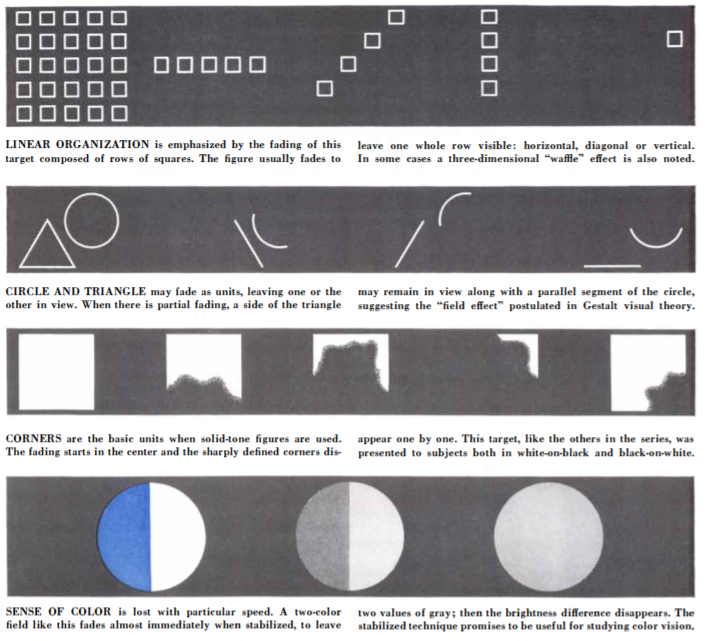 LINEAR ORGANIZATION is emphasized by the fading of this
target composed of rows of squares. The figure usually fades to
leave one whole row visible: horizontal, diagonal or vertical.
In some cases a three-dimensional “waffle” effect is also noted.
CIRCLE AND TRIANGLE may fade as units, leaving one or the
other in view. When there is partial fading, a side of the triangle
may remain in view along with a parallel segment of the circle,
suggesting the “field effect” postulated in Gestalt visual theory.
CORNERS are the basic units when solid-tone figures are used.
The fading starts in the center and the sharply defined corners dis-
appear one by one. This target, like the others in the series, was
presented to subjects both in white-on-black and black-on-white.
SENSE OF COLOR is lost with particular speed. A two-color
field like this fades almost immediately when stabilized, to leave
two values of gray; then the brightness difference disappears. The
stabilized technique promises to be useful for studying color vision.